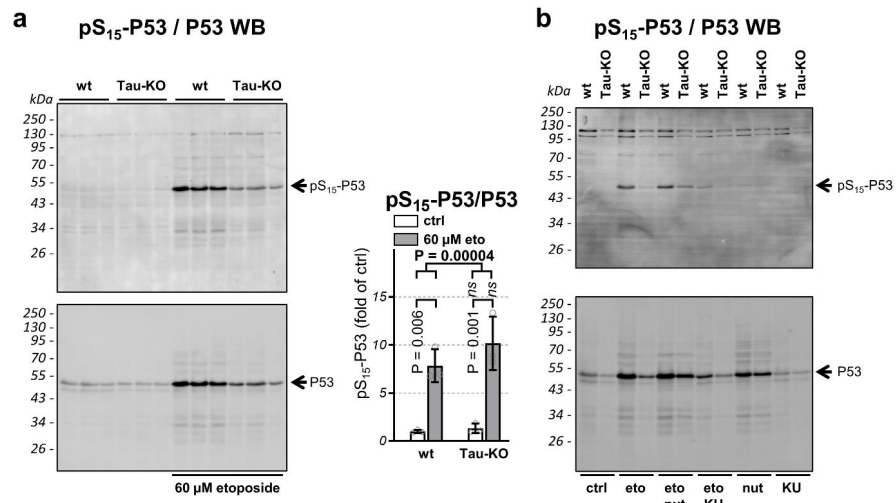 a
pS15-P53 / P53 WB
wt Tau-KO wt Tau-KO
kDa
250 -
130 -
95 -
70 -
55 -
43 -
34 -
26 -
pS15-P53
250 -
130 -
95 -
70 -
55 -
43 -
34 -
26 -
P53
60 µM etoposide
pS15-P53/P53
ctrl
60 µM eto
P = 0.00004
pS15-P53 (fold of ctrl)
15
10
5
0
P = 0.006
P = 0.001
ns
ns
wt Tau-KO
b
pS15-P53 / P53 WB
wt Tau-KO wt Tau-KO wt Tau-KO wt Tau-KO wt Tau-KO wt Tau-KO
kDa
250 -
130 -
95 -
70 -
55 -
43 -
34 -
26 -
pS15-P53
250 -
130 -
95 -
70 -
55 -
43 -
34 -
26 -
P53
ctrl eto eto eto nut KU
nut KU